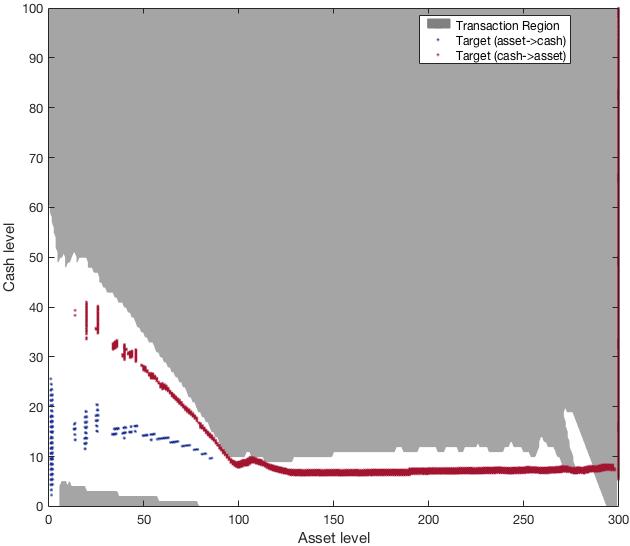 100
90
80
70
60
50
40
30
20
10
0
Cash level
Transaction Region
Target (asset->cash)
Target (cash->asset)
0 50 100 150 200 250 300
Asset level